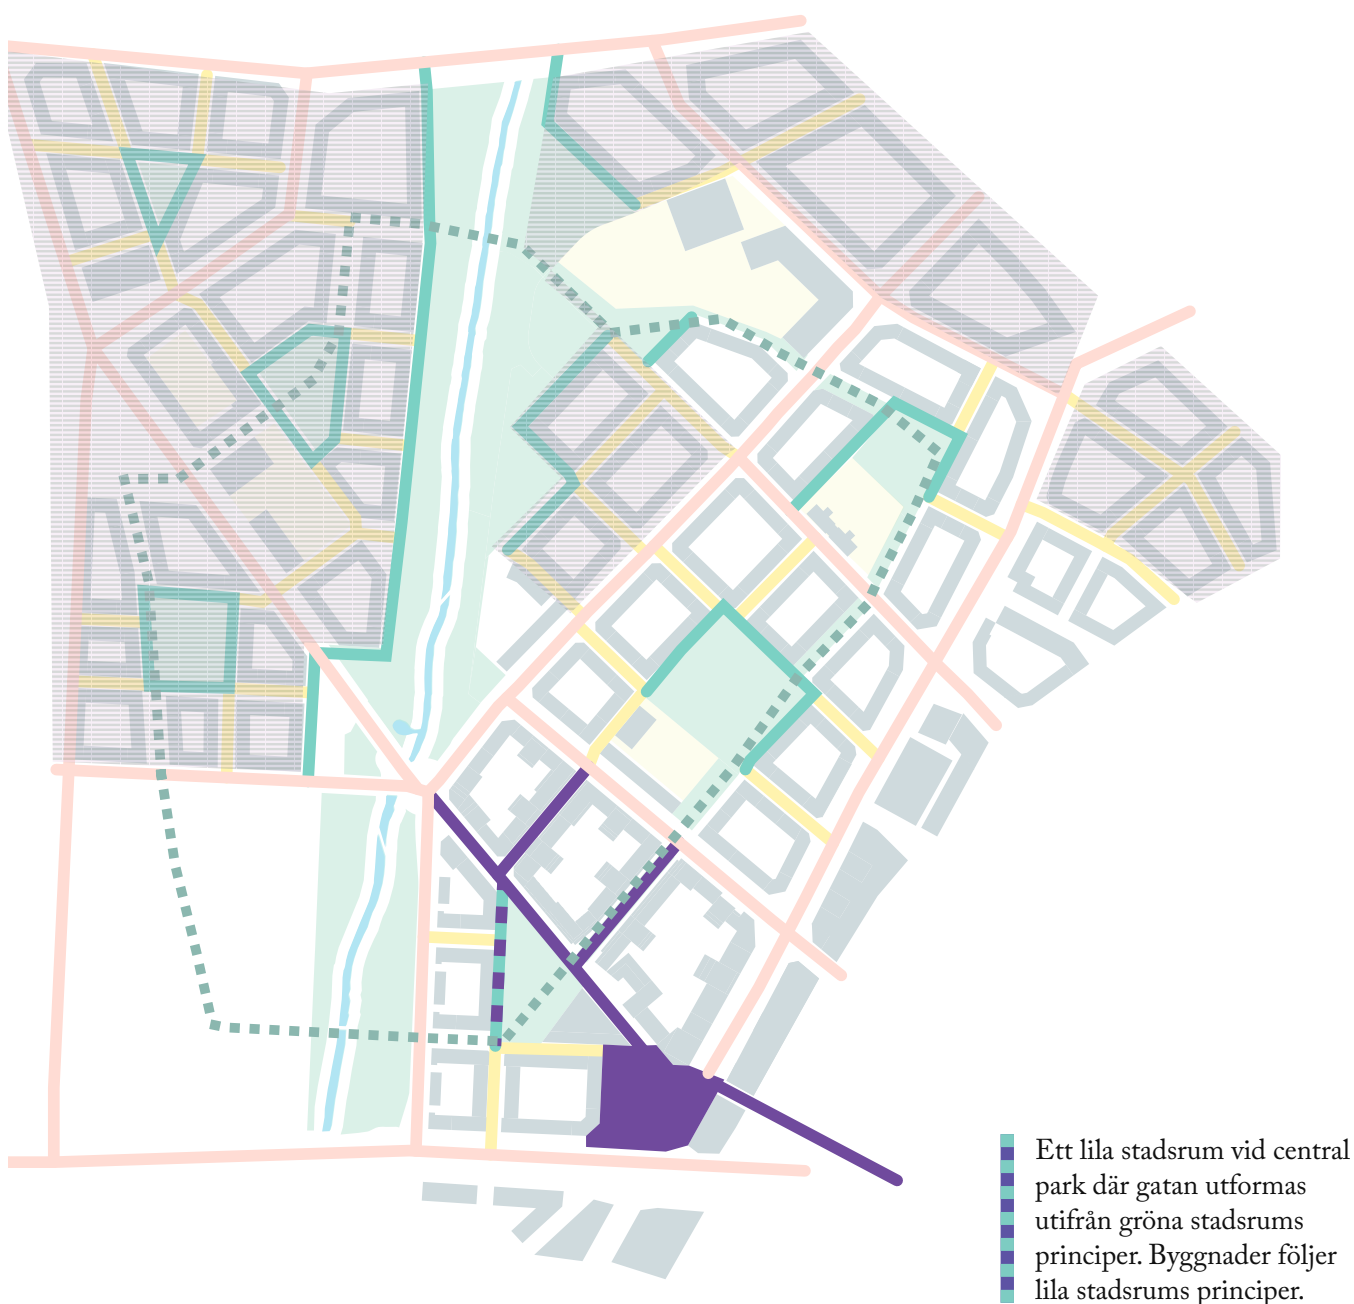 Ett lila stadsrum vid central
park där gatan utformas
utifrån gröna stadsrums
principer. Byggnader följer
lila stadsrums principer.